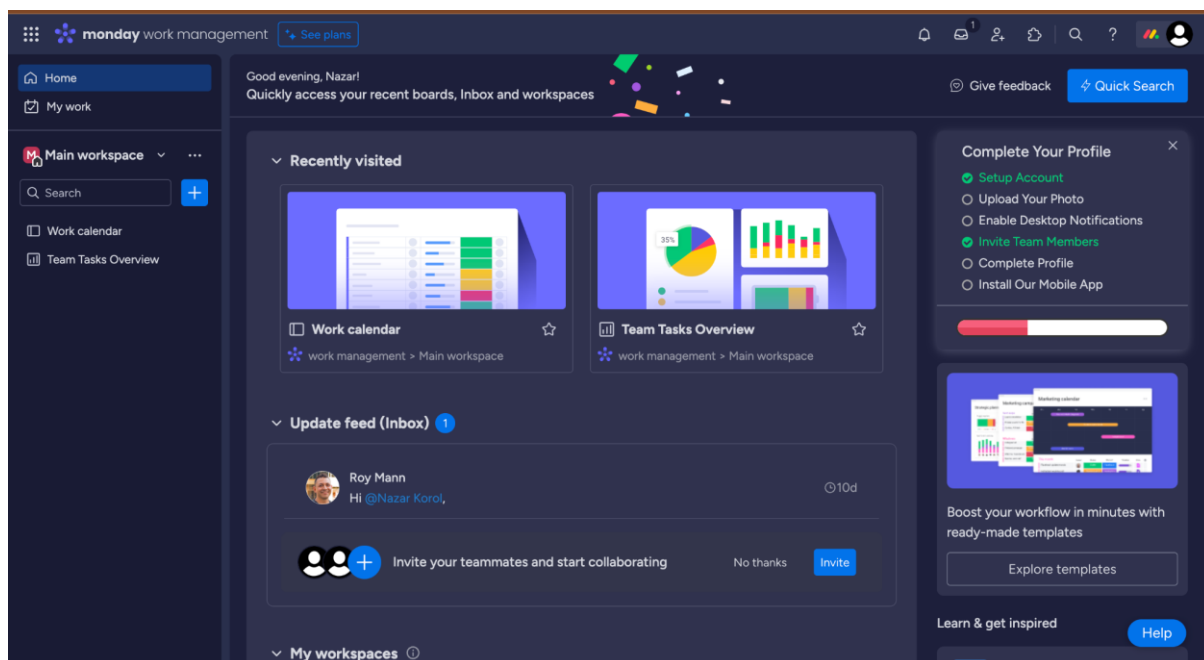 monday work management
See plans
1
Home
My work
M
Main workspace
Search
Work calendar
Team Tasks Overview
Good evening, Nazar!
Quickly access your recent boards, Inbox and workspaces
Give feedback
Quick Search
Recently visited
35%
Work calendar
work management > Main workspace
Team Tasks Overview
work management > Main workspace
Update feed (Inbox) 1
Roy Mann
Hi @Nazar Korol,
10d
Invite your teammates and start collaborating
No thanks
Invite
My workspaces
Complete Your Profile
Setup Account
Upload Your Photo
Enable Desktop Notifications
Invite Team Members
Complete Profile
Install Our Mobile App
Marketing calendar
Boost your workflow in minutes with
ready-made templates
Explore templates
Learn & get inspired
Help